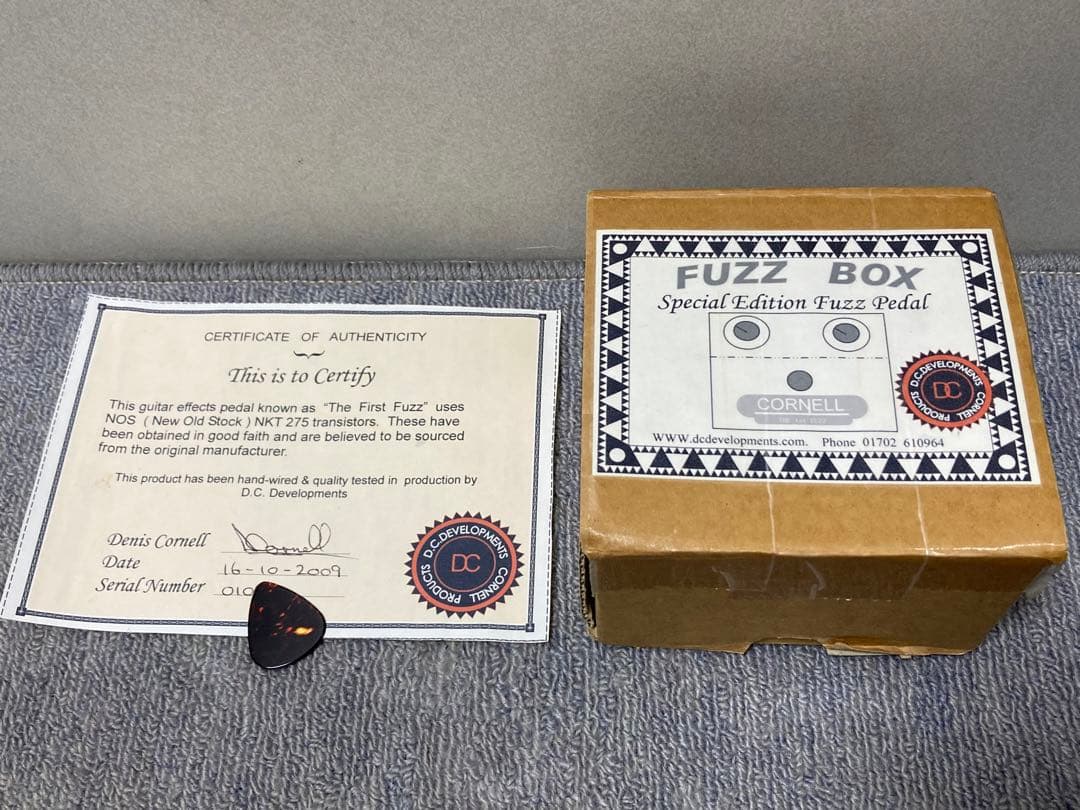 CERTIFICATE OF AUTHENTICITY
This is to Certify
This guitar effects pedal known as "The First Fuzz" uses
NOS ( New Old Stock ) NKT 275 transistors. These have
been obtained in good faith and are believed to be sourced
from the original manufacturer.
This product has been hand-wired & quality tested in production by
D.C. Developments
Denis Cornell
Date 16-10-2009
Serial Number 010
D.C.DEVELOPMENTS
DC
CORNELL PRODUCTS
FUZZ BOX
Special Edition Fuzz Pedal
CORNELL
D.C.DEVELOPMENTS
DC
CORNELL PRODUCTS
WWW.dcdevelopments.com. Phone 01702 610964